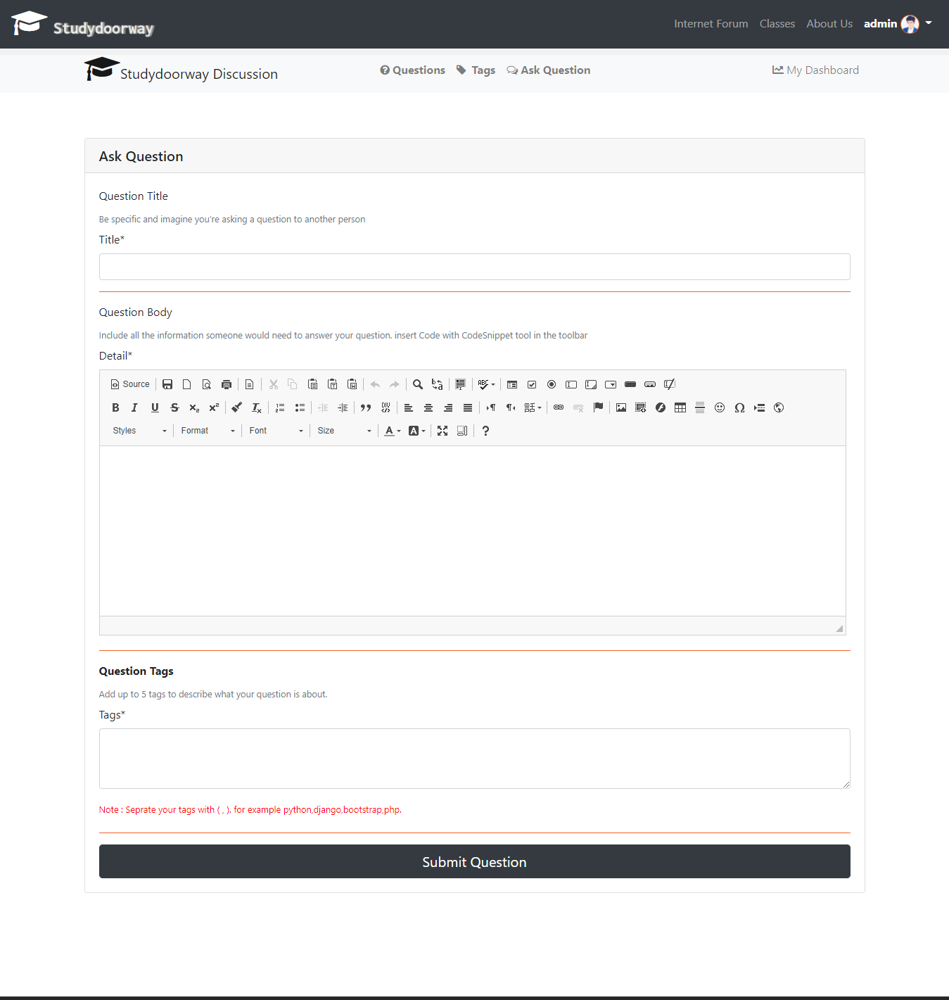 Studydoorway
Internet Forum Classes About Us admin
Studydoorway Discussion
Questions Tags Ask Question
My Dashboard
Ask Question
Question Title
Be specific and imagine you're asking a question to another person
Title*
Question Body
Include all the information someone would need to answer your question. insert Code with CodeSnippet tool in the toolbar
Detail*
Source
Styles Format Font Size
Question Tags
Add up to 5 tags to describe what your question is about.
Tags*
Note : Seprate your tags with ( , ). for example python,django,bootstrap,php.
Submit Question